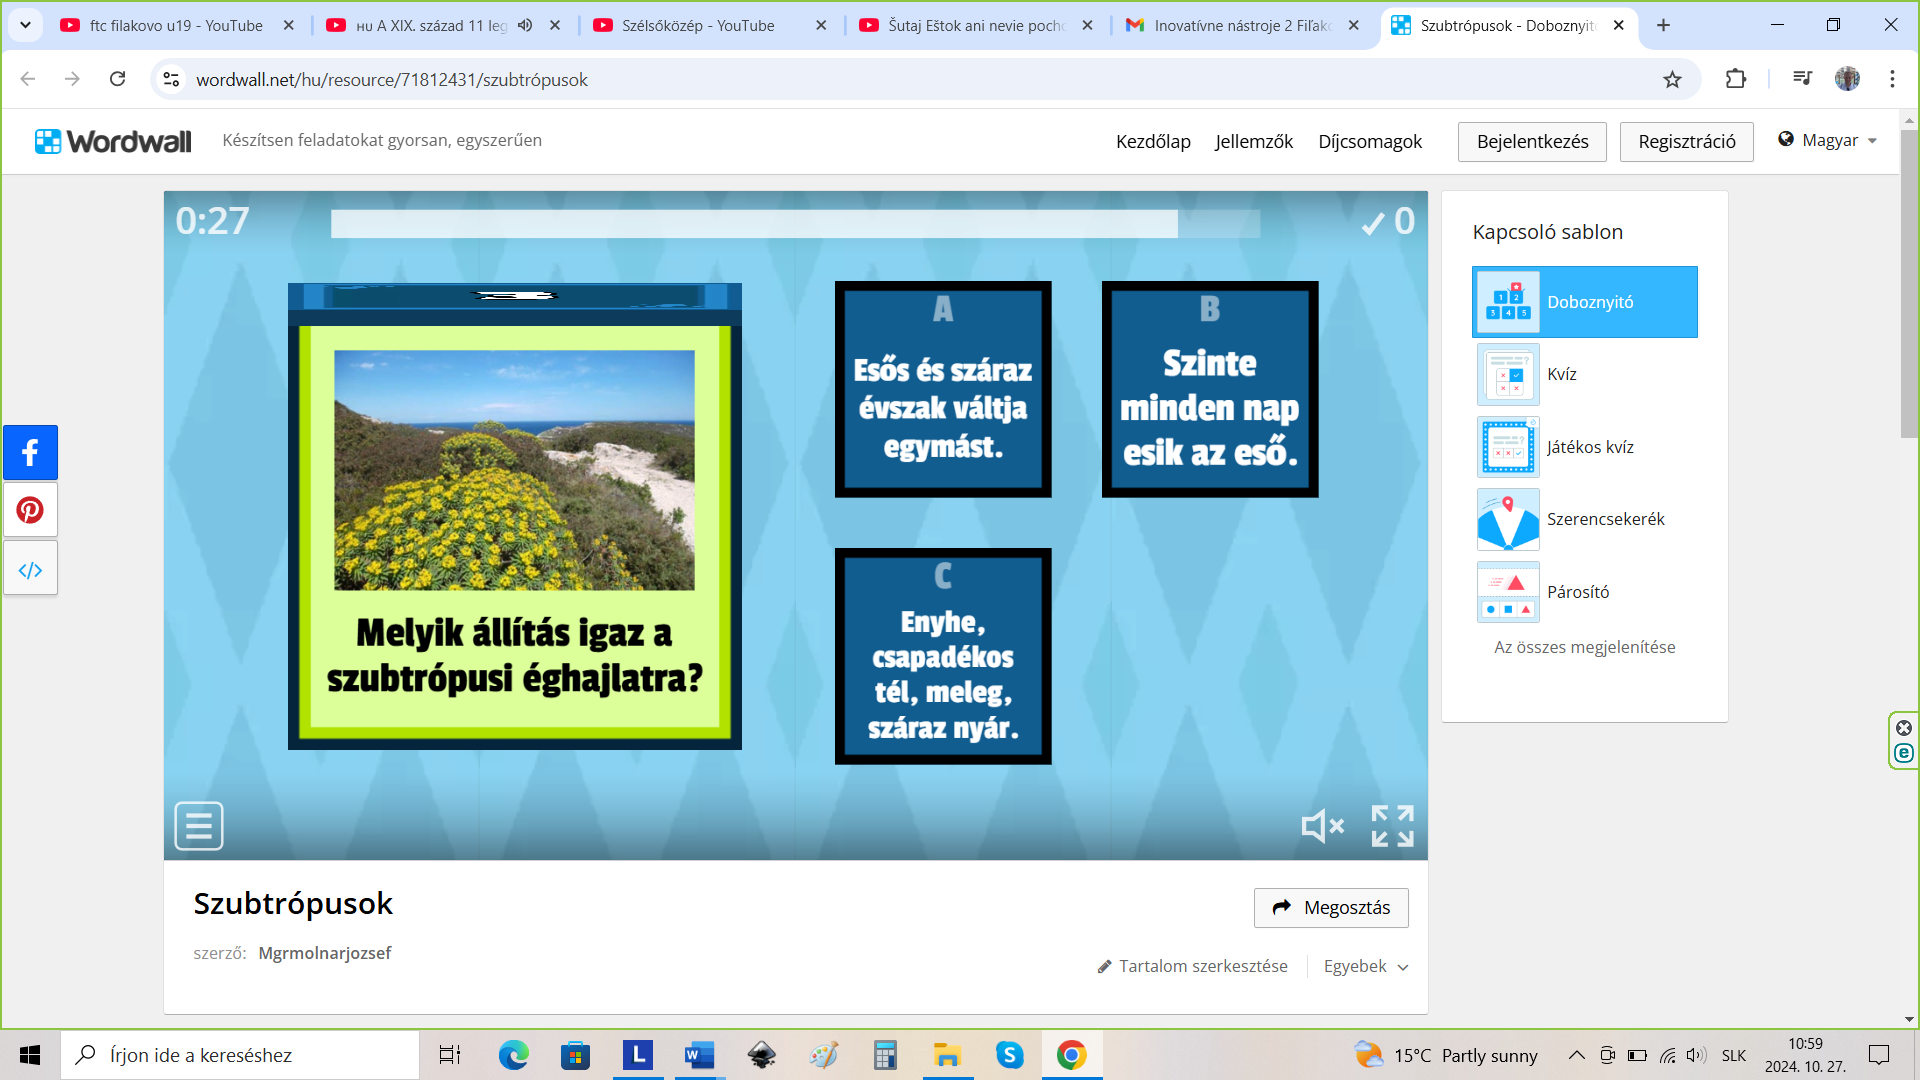 ftc filakovo u19 - YouTube
HU A XIX. század 11 leg
Szélsőközép - YouTube
Šutaj Eštok ani nevie pocho
Inovatívne nástroje 2 Fiľako
Szubtrópusok - Doboznyitó
wordwall.net/hu/resource/71812431/szubtrópusok
Wordwall
Készítsen feladatokat gyorsan, egyszerűen
Kezdőlap
Jellemzők
Díjcsomagok
Bejelentkezés
Regisztráció
Magyar
0:27
0
Melyik állítás igaz a
szubtrópusi éghajlatra?
A
Esős és száraz
évszak váltja
egymást.
B
Szinte
minden nap
esik az eső.
C
Enyhe,
csapadékos
tél, meleg,
száraz nyár.
Kapcsoló sablon
Doboznyitó
Kvíz
Játékos kvíz
Szerencsekerék
Párosító
Az összes megjelenítése
Szubtrópusok
Megosztás
szerző: Mgrmolnarjozsef
Tartalom szerkesztése
Egyebek
Írjon ide a kereséshez
15°C Partly sunny
SLK
10:59
2024. 10. 27.